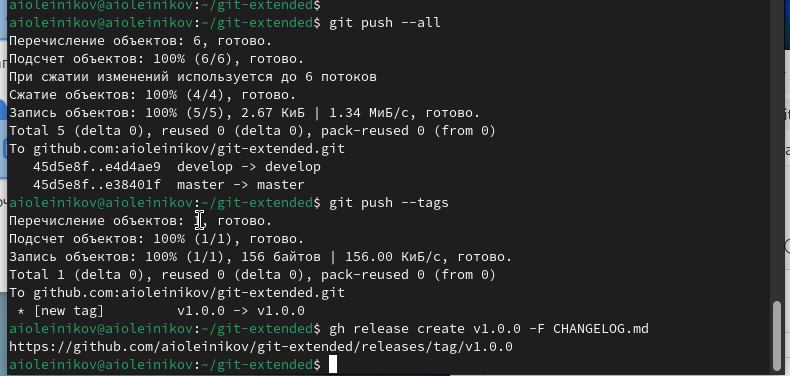 aioleinikov@aioleinikov:~/git-extended$
aioleinikov@aioleinikov:~/git-extended$ git push --all
Перечисление объектов: 6, готово.
Подсчет объектов: 100% (6/6), готово.
При сжатии изменений используется до 6 потоков
Сжатие объектов: 100% (4/4), готово.
Запись объектов: 100% (5/5), 2.67 КиБ | 1.34 МиБ/с, готово.
Total 5 (delta 0), reused 0 (delta 0), pack-reused 0 (from 0)
To github.com:aioleinikov/git-extended.git
   45d5e8f..e4d4ae9  develop -> develop
   45d5e8f..e38401f  master -> master
aioleinikov@aioleinikov:~/git-extended$ git push --tags
Перечисление объектов: 1, готово.
Подсчет объектов: 100% (1/1), готово.
Запись объектов: 100% (1/1), 156 байтов | 156.00 КиБ/с, готово.
Total 1 (delta 0), reused 0 (delta 0), pack-reused 0 (from 0)
To github.com:aioleinikov/git-extended.git
 * [new tag]         v1.0.0 -> v1.0.0
aioleinikov@aioleinikov:~/git-extended$ gh release create v1.0.0 -F CHANGELOG.md
https://github.com/aioleinikov/git-extended/releases/tag/v1.0.0
aioleinikov@aioleinikov:~/git-extended$